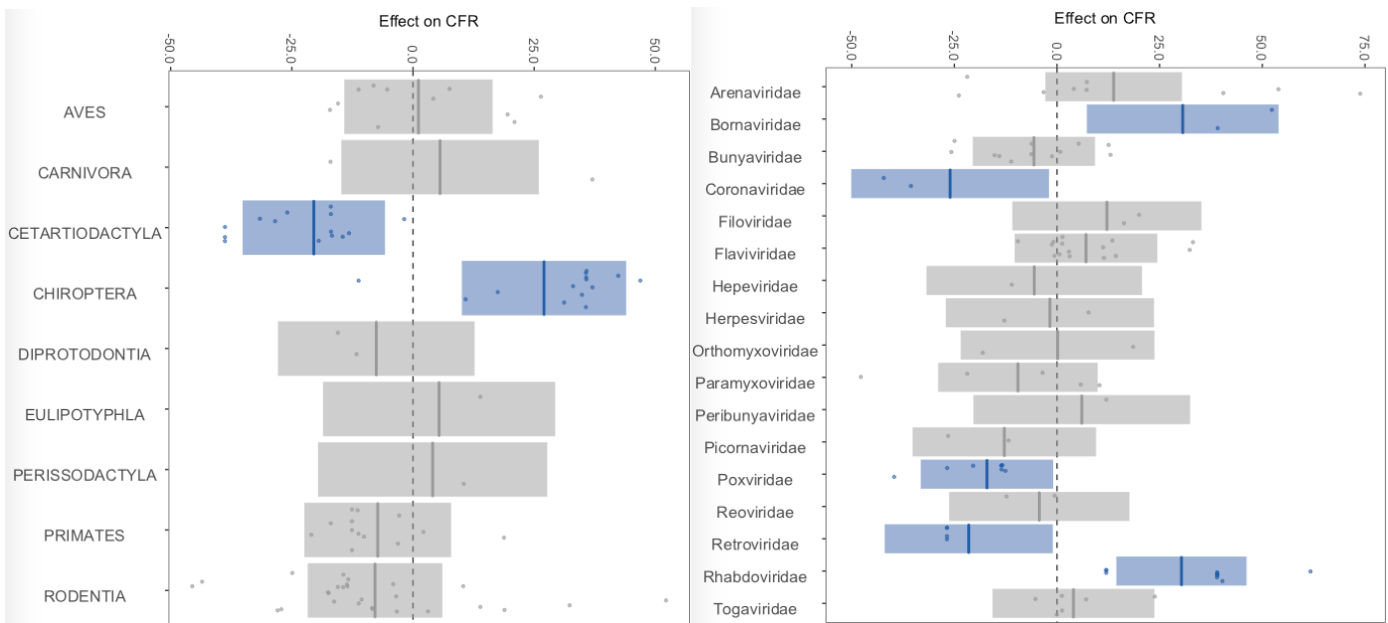 Effect on CFR
-50.0
-25.0
0.0
25.0
50.0
AVES
CARNIVORA
CETARTIODACTYLA
CHIROPTERA
DIPROTODONTIA
EULIPOTYPHLA
PERISSODACTYLA
PRIMATES
RODENTIA
Effect on CFR
-50.0
-25.0
0.0
25.0
50.0
75.0
Arenaviridae
Bornaviridae
Bunyaviridae
Coronaviridae
Filoviridae
Flaviviridae
Hepeviridae
Herpesviridae
Orthomyxoviridae
Paramyxoviridae
Peribunyaviridae
Picornaviridae
Poxviridae
Reoviridae
Retroviridae
Rhabdoviridae
Togaviridae